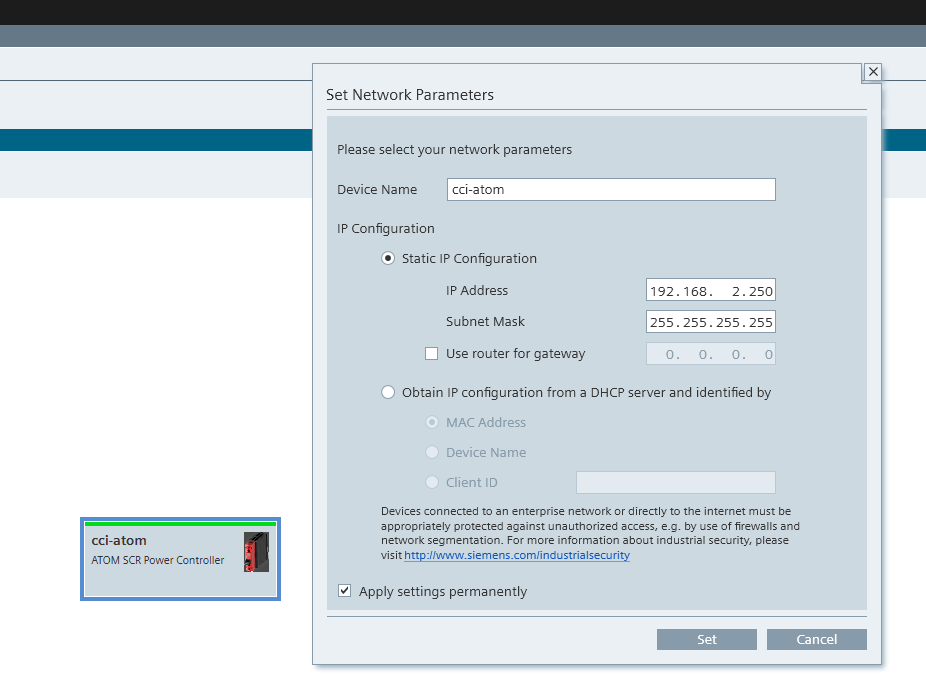 Set Network Parameters
Please select your network parameters
Device Name cci-atom
IP Configuration
Static IP Configuration
IP Address 192.168. 2.250
Subnet Mask 255.255.255.255
Use router for gateway 0. 0. 0. 0
Obtain IP configuration from a DHCP server and identified by
MAC Address
Device Name
Client ID
Devices connected to an enterprise network or directly to the internet must be
appropriately protected against unauthorized access, e.g. by use of firewalls and
network segmentation. For more information about industrial security, please
visit http://www.siemens.com/industrialsecurity
Apply settings permanently
Set Cancel
cci-atom
ATOM SCR Power Controller